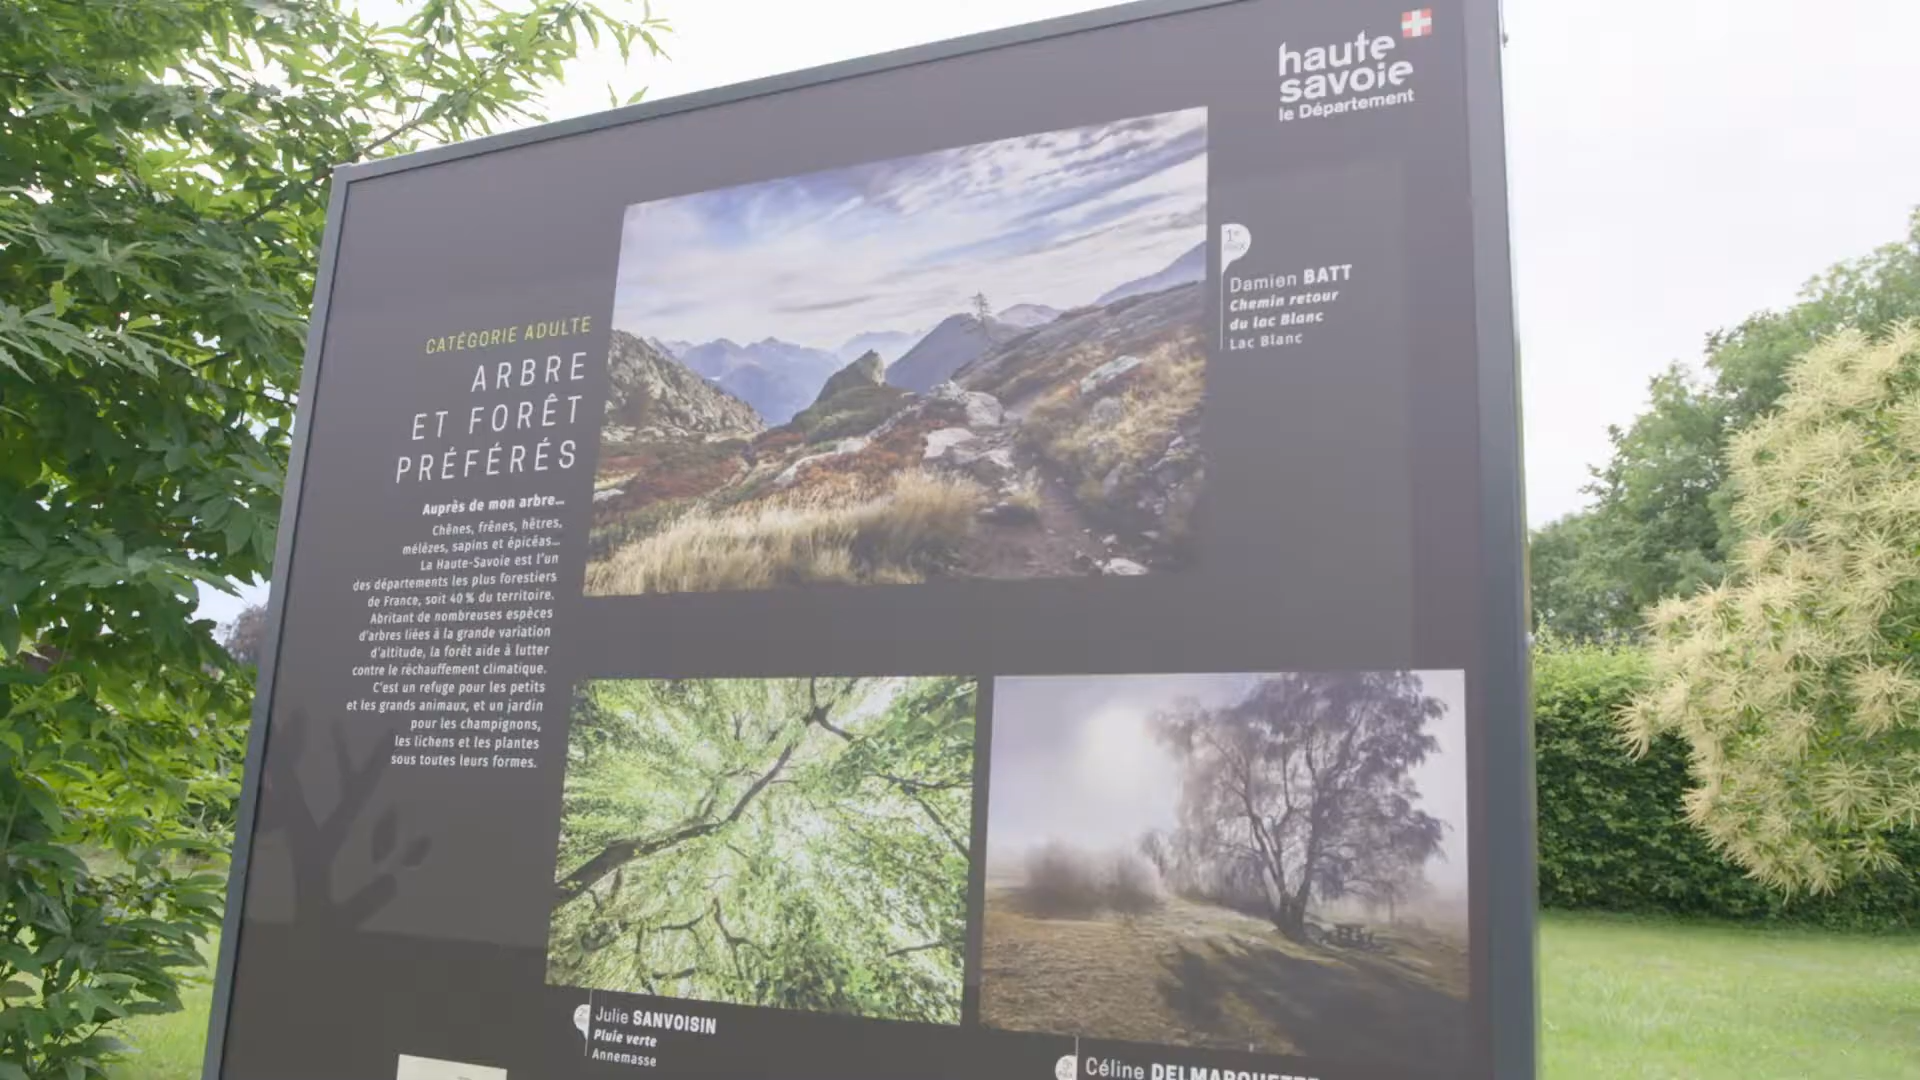 haute
savoie
le Département
CATÉGORIE ADULTE
ARBRE
ET FORÊT
PRÉFÉRÉS
Auprès de mon arbre…
Chênes, frênes, hêtres,
mélèzes, sapins et épicéas…
La Haute-Savoie est l'un
des départements les plus forestiers
de France, soit 40 % du territoire.
Abritant de nombreuses espèces
d'arbres liées à la grande variation
d'altitude, la forêt aide à lutter
contre le réchauffement climatique.
C'est un refuge pour les petits
et les grands animaux, et un jardin
pour les champignons,
les lichens et les plantes
sous toutes leurs formes.
1er
PRIX
Damien BATT
Chemin retour
du lac Blanc
Lac Blanc
Julie SANVOISIN
Pluie verte
Annemasse
Céline